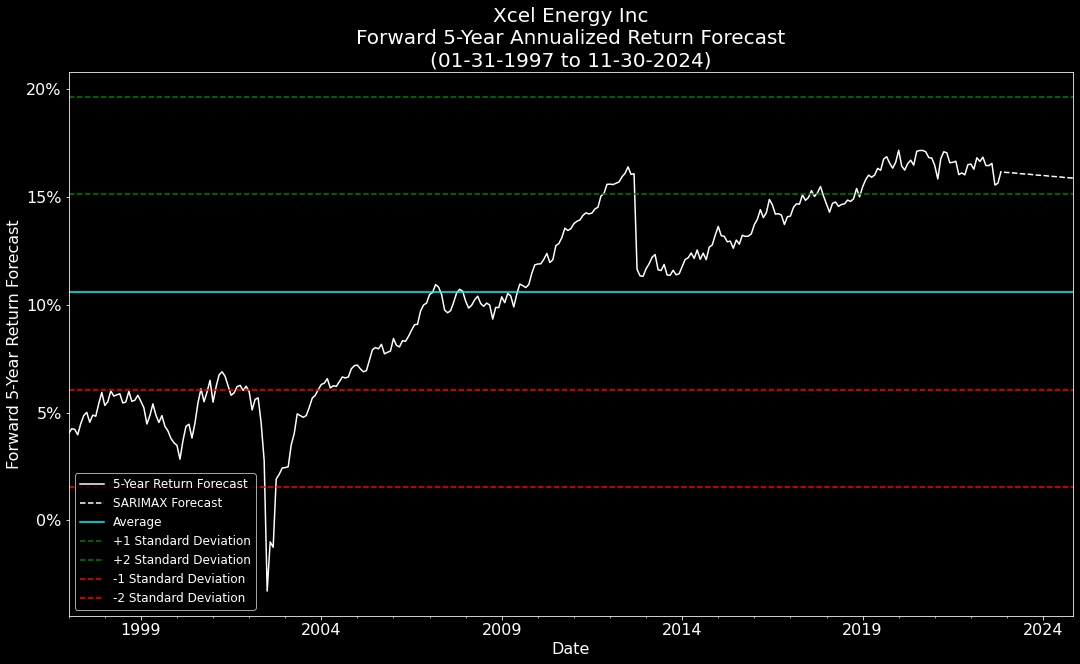 Xcel Energy Inc
Forward 5-Year Annualized Return Forecast
(01-31-1997 to 11-30-2024)
Forward 5-Year Return Forecast
20%
15%
10%
5%
0%
5-Year Return Forecast
SARIMAX Forecast
Average
+1 Standard Deviation
+2 Standard Deviation
-1 Standard Deviation
-2 Standard Deviation
1999 2004 2009 2014 2019 2024
Date